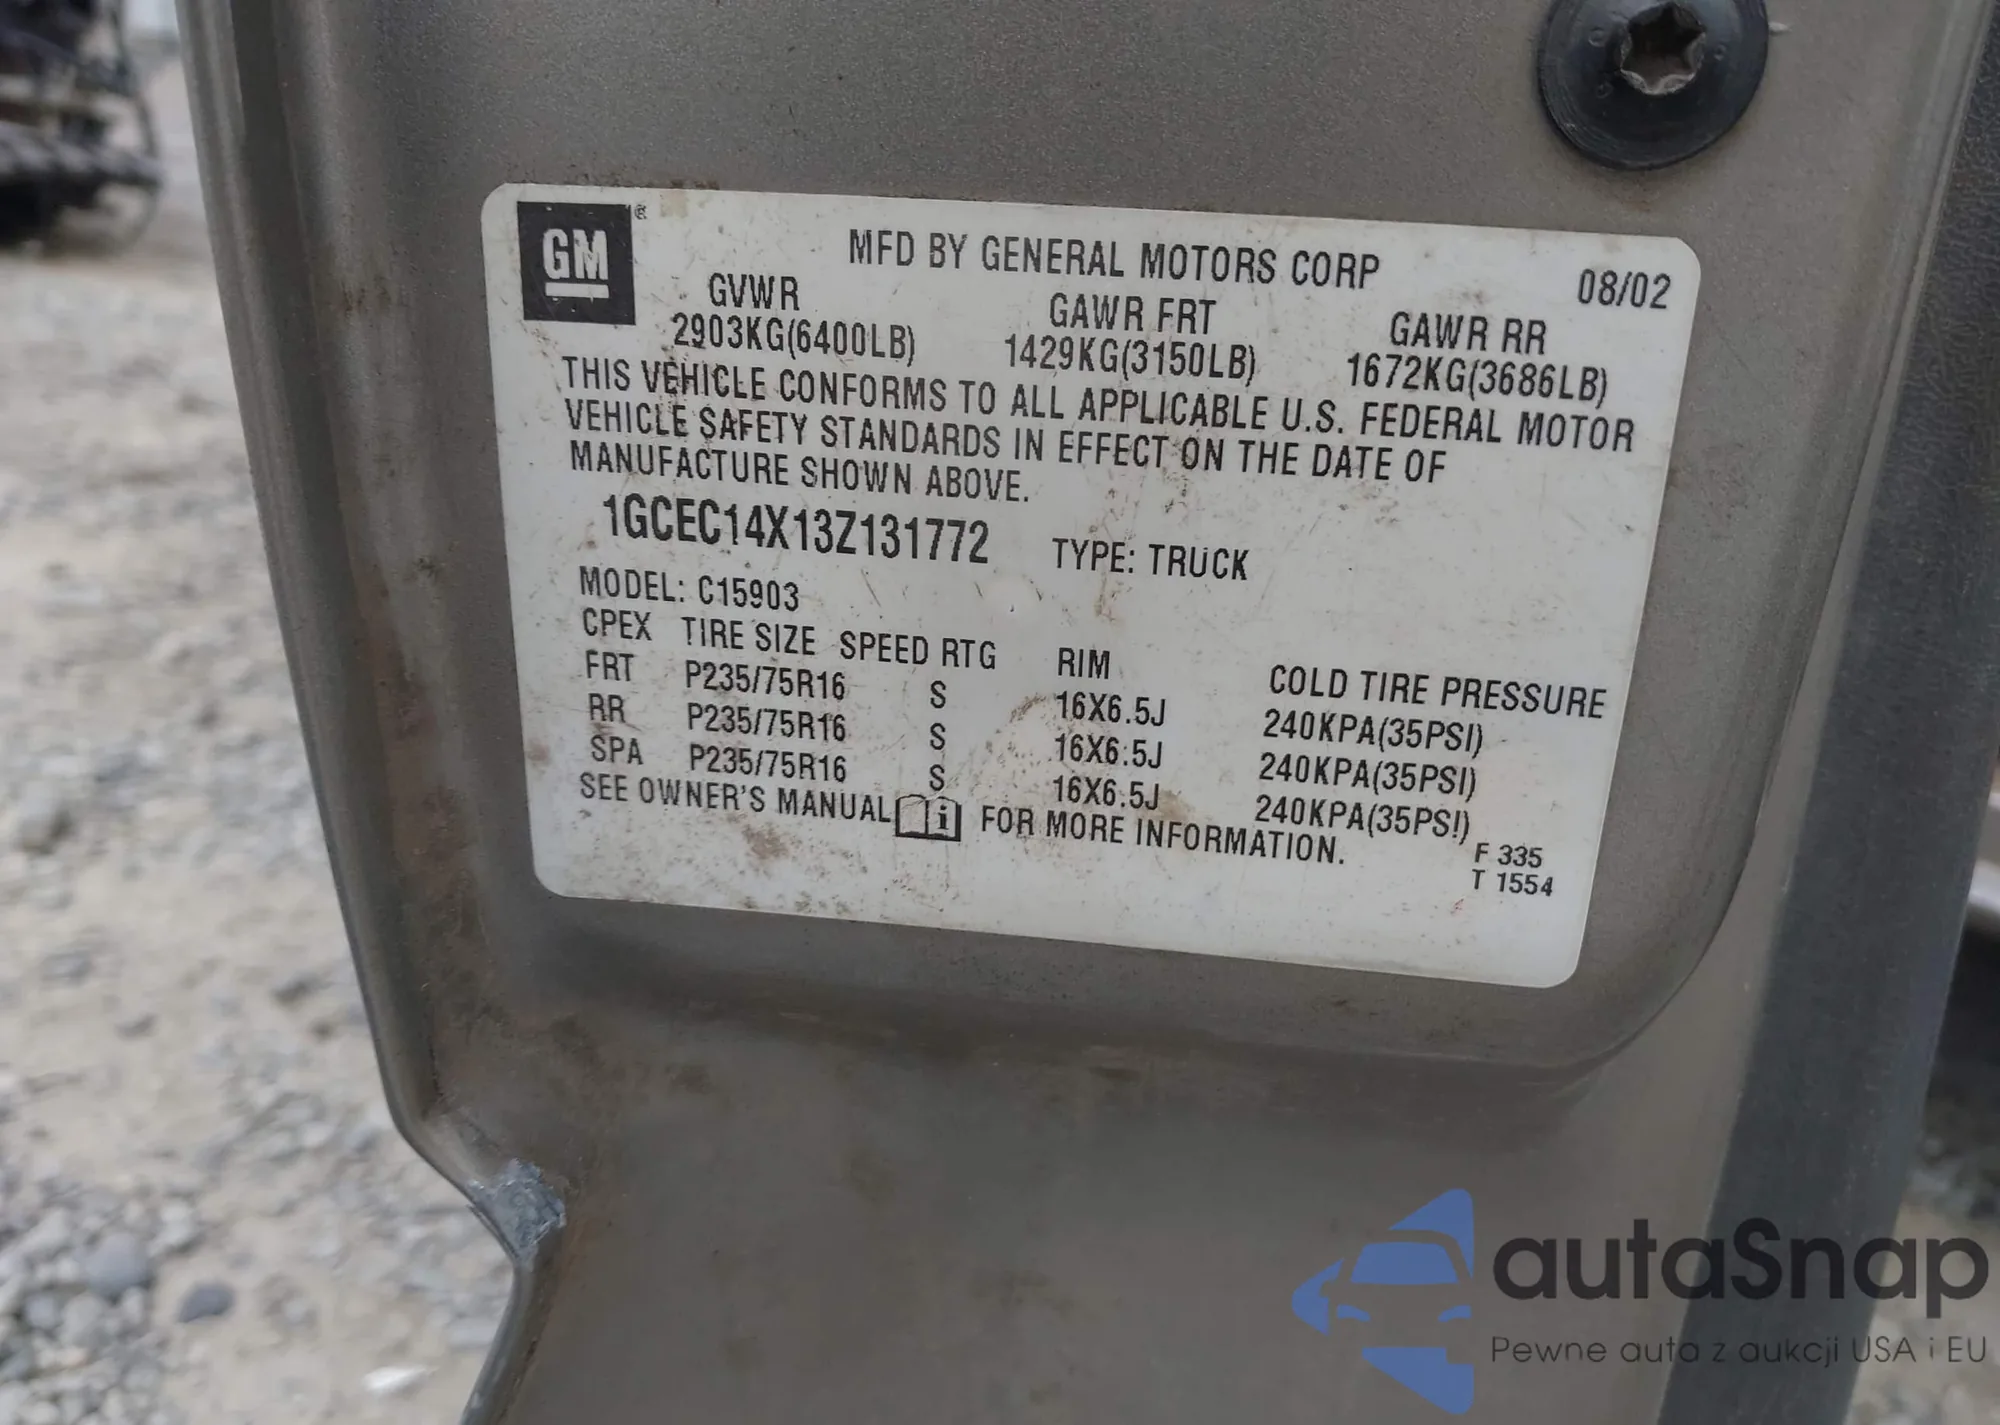 GM®
MFD BY GENERAL MOTORS CORP 08/02
GVWR GAWR FRT GAWR RR
2903KG(6400LB) 1429KG(3150LB) 1672KG(3686LB)
THIS VEHICLE CONFORMS TO ALL APPLICABLE U.S. FEDERAL MOTOR
VEHICLE SAFETY STANDARDS IN EFFECT ON THE DATE OF
MANUFACTURE SHOWN ABOVE.
1GCEC14X13Z131772 TYPE: TRUCK
MODEL: C15903
CPEX TIRE SIZE SPEED RTG RIM COLD TIRE PRESSURE
FRT P235/75R16 S 16X6.5J 240KPA(35PSI)
RR P235/75R16 S 16X6.5J 240KPA(35PSI)
SPA P235/75R16 S 16X6.5J 240KPA(35PSI)
SEE OWNER'S MANUAL i FOR MORE INFORMATION.
F 335
T 1554
autaSnap
Pewne auta z aukcji USA i EU